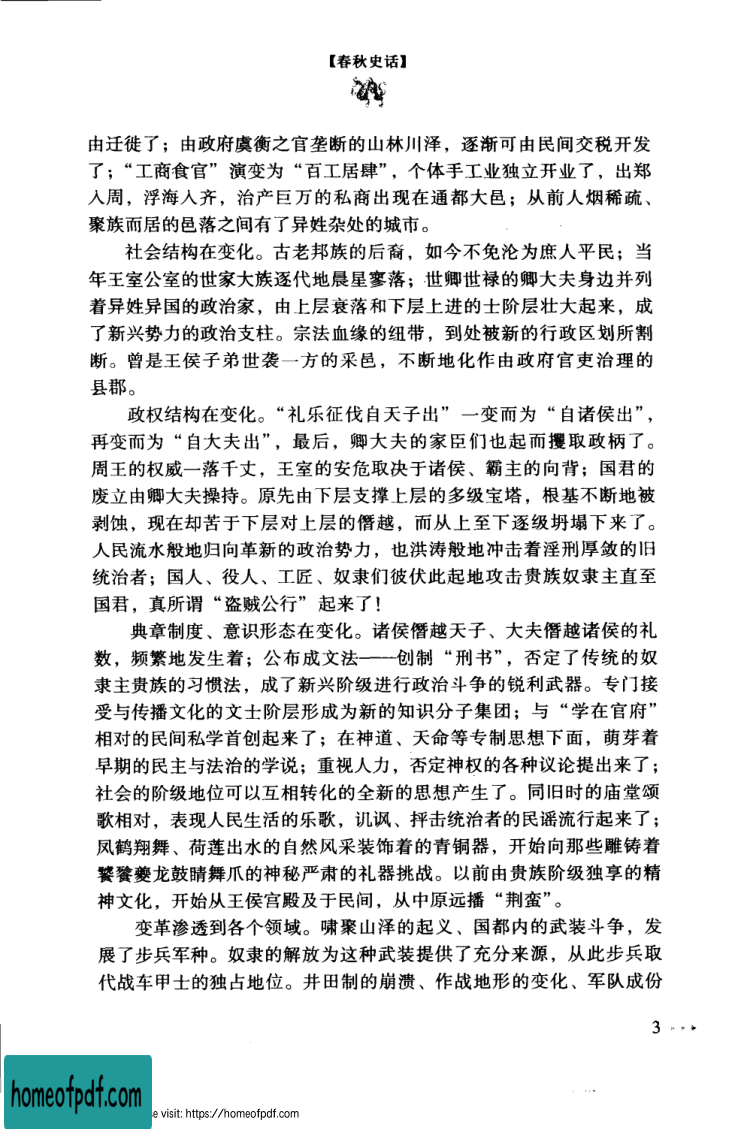 【春秋史话】
由迁徙了；由政府虞衡之官垄断的山林川泽，逐渐可由民间交税开发
了；“工商食官”演变为“百工居肆”，个体手工业独立开业了，出郑
入周，浮海入齐，治产巨万的私商出现在通都大邑；从前人烟稀疏、
聚族而居的邑落之间有了异姓杂处的城市。
社会结构在变化。古老邦族的后裔，如今不免沦为庶人平民；当
年王室公室的世家大族逐代地晨星寥落；世卿世禄的卿大夫身边并列
着异姓异国的政治家，由上层衰落和下层上进的士阶层壮大起来，成
了新兴势力的政治支柱。宗法血缘的纽带，到处被新的行政区划所割
断。曾是王侯子弟世袭一方的采邑，不断地化作由政府官吏治理的
县郡。
政权结构在变化。“礼乐征伐自天子出”一变而为“自诸侯出”，
再变而为“自大夫出”，最后，卿大夫的家臣们也起而攫取政柄了。
周王的权威一落千丈，王室的安危取决于诸侯、霸主的向背；国君的
废立由卿大夫操持。原先由下层支撑上层的多级宝塔，根基不断地被
剥蚀，现在却苦于下层对上层的僭越，而从上至下逐级坍塌下来了。
人民流水般地归向革新的政治势力，也洪涛般地冲击着淫刑厚敛的旧
统治者；国人、役人、工匠、奴隶们彼伏此起地攻击贵族奴隶主直至
国君，真所谓“盗贼公行”起来了！
典章制度、意识形态在变化。诸侯僭越天子、大夫僭越诸侯的礼
数，频繁地发生着；公布成文法——创制“刑书”，否定了传统的奴
隶主贵族的习惯法，成了新兴阶级进行政治斗争的锐利武器。专门接
受与传播文化的文士阶层形成为新的知识分子集团；与“学在官府”
相对的民间私学首创起来了；在神道、天命等专制思想下面，萌芽着
早期的民主与法治的学说；重视人力，否定神权的各种议论提出来了；
社会的阶级地位可以互相转化的全新的思想产生了。同旧时的庙堂颂
歌相对，表现人民生活的乐歌，讥讽、抨击统治者的民谣流行起来了；
凤鹤翔舞、荷莲出水的自然风采装饰着的青铜器，开始向那些雕铸着
饕餮夔龙鼓睛舞爪的神秘严肃的礼器挑战。以前由贵族阶级独享的精
神文化，开始从王侯宫殿及于民间，从中原远播“荆蛮”。
变革渗透到各个领域。啸聚山泽的起义、国都内的武装斗争，发
展了步兵军种。奴隶的解放为这种武装提供了充分来源，从此步兵取
代战车甲士的独占地位。井田制的崩溃、作战地形的变化、军队成份
3
homeofpdf.com
e visit: https://homeofpdf.com